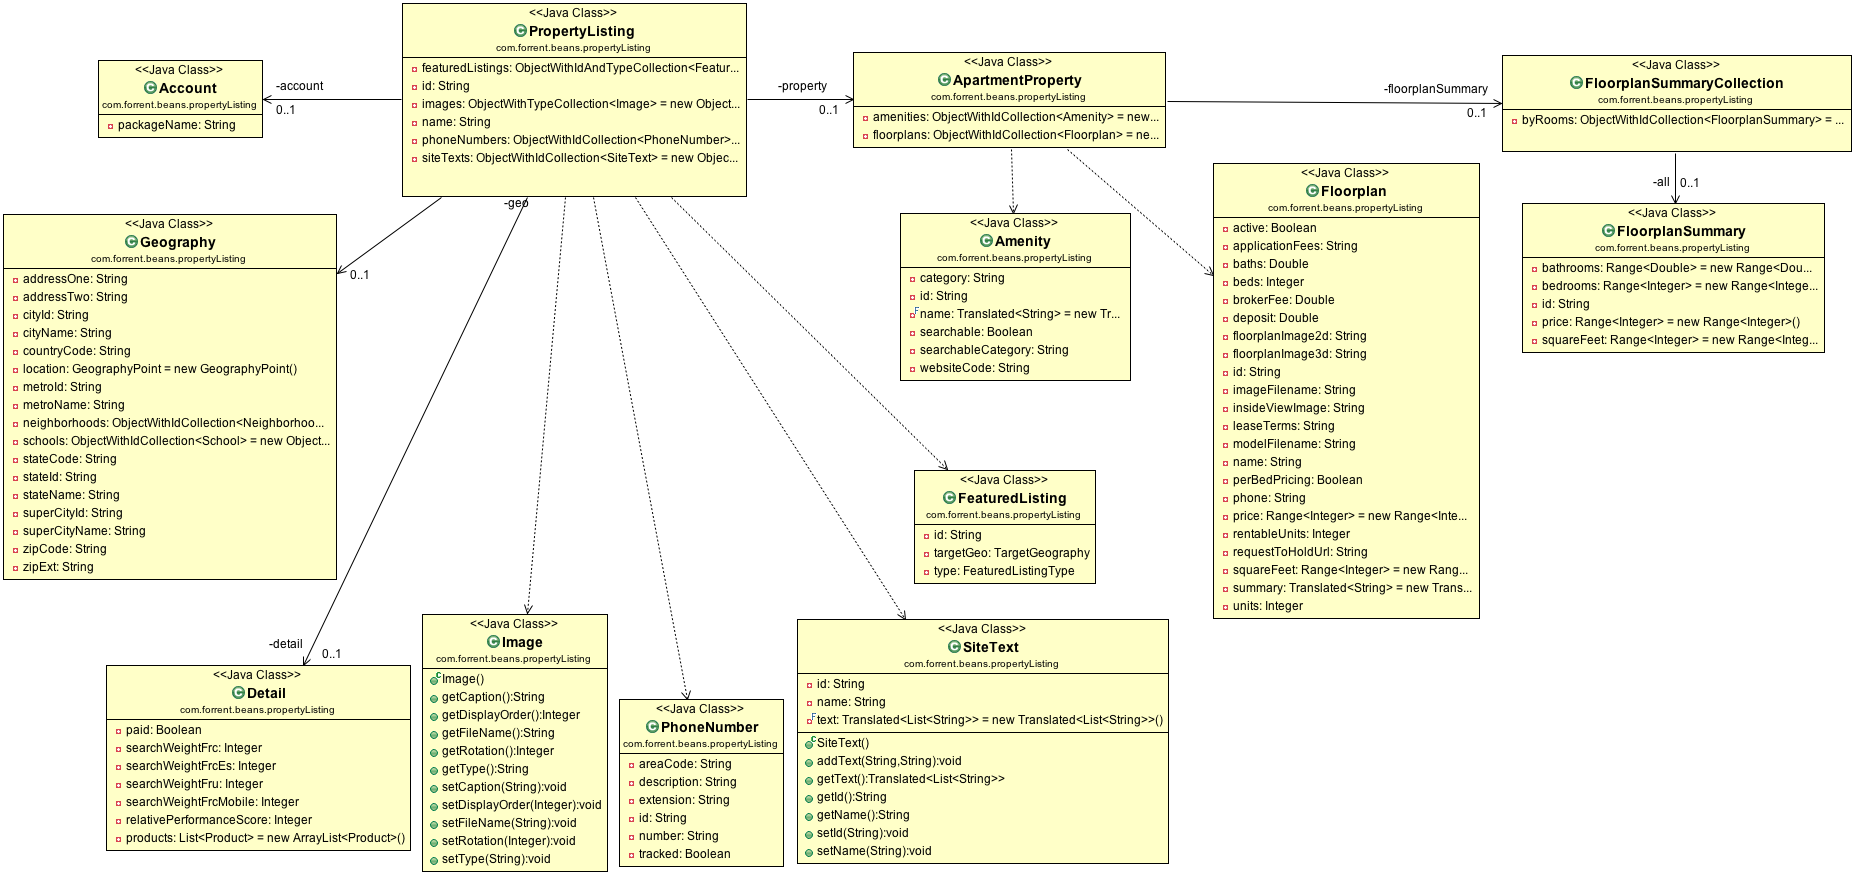 <<Java Class>>
PropertyListing
com.forrent.beans.propertyListing
featuredListings: ObjectWithIdAndTypeCollection<Featur...
id: String
images: ObjectWithTypeCollection<Image> = new Object...
name: String
phoneNumbers: ObjectWithIdCollection<PhoneNumber>...
siteTexts: ObjectWithIdCollection<SiteText> = new Objec...
<<Java Class>>
Account
com.forrent.beans.propertyListing
packageName: String
-account
0..1
-property
0..1
<<Java Class>>
ApartmentProperty
com.forrent.beans.propertyListing
amenities: ObjectWithIdCollection<Amenity> = new...
floorplans: ObjectWithIdCollection<Floorplan> = ne...
-floorplanSummary
0..1
<<Java Class>>
FloorplanSummaryCollection
com.forrent.beans.propertyListing
byRooms: ObjectWithIdCollection<FloorplanSummary> = ...
-all
0..1
<<Java Class>>
FloorplanSummary
com.forrent.beans.propertyListing
bathrooms: Range<Double> = new Range<Dou...
bedrooms: Range<Integer> = new Range<Intege...
id: String
price: Range<Integer> = new Range<Integer>()
squareFeet: Range<Integer> = new Range<Integ...
<<Java Class>>
Floorplan
com.forrent.beans.propertyListing
active: Boolean
applicationFees: String
baths: Double
beds: Integer
brokerFee: Double
deposit: Double
floorplanImage2d: String
floorplanImage3d: String
id: String
imageFilename: String
insideViewImage: String
leaseTerms: String
modelFilename: String
name: String
perBedPricing: Boolean
phone: String
price: Range<Integer> = new Range<Inte...
rentableUnits: Integer
requestToHoldUrl: String
squareFeet: Range<Integer> = new Rang...
summary: Translated<String> = new Trans...
units: Integer
<<Java Class>>
Amenity
com.forrent.beans.propertyListing
category: String
id: String
name: Translated<String> = new Tr...
searchable: Boolean
searchableCategory: String
websiteCode: String
-geo
0..1
<<Java Class>>
Geography
com.forrent.beans.propertyListing
addressOne: String
addressTwo: String
cityId: String
cityName: String
countryCode: String
location: GeographyPoint = new GeographyPoint()
metroId: String
metroName: String
neighborhoods: ObjectWithIdCollection<Neighborhoo...
schools: ObjectWithIdCollection<School> = new Object...
stateCode: String
stateId: String
stateName: String
superCityId: String
superCityName: String
zipCode: String
zipExt: String
<<Java Class>>
FeaturedListing
com.forrent.beans.propertyListing
id: String
targetGeo: TargetGeography
type: FeaturedListingType
-detail
0..1
<<Java Class>>
Detail
com.forrent.beans.propertyListing
paid: Boolean
searchWeightFrc: Integer
searchWeightFrcEs: Integer
searchWeightFru: Integer
searchWeightFrcMobile: Integer
relativePerformanceScore: Integer
products: List<Product> = new ArrayList<Product>()
<<Java Class>>
Image
com.forrent.beans.propertyListing
Image()
getCaption():String
getDisplayOrder():Integer
getFileName():String
getRotation():Integer
getType():String
setCaption(String):void
setDisplayOrder(Integer):void
setFileName(String):void
setRotation(Integer):void
setType(String):void
<<Java Class>>
PhoneNumber
com.forrent.beans.propertyListing
areaCode: String
description: String
extension: String
id: String
number: String
tracked: Boolean
<<Java Class>>
SiteText
com.forrent.beans.propertyListing
id: String
name: String
text: Translated<List<String>> = new Translated<List<String>>()
SiteText()
addText(String,String):void
getText():Translated<List<String>>
getId():String
getName():String
setId(String):void
setName(String):void